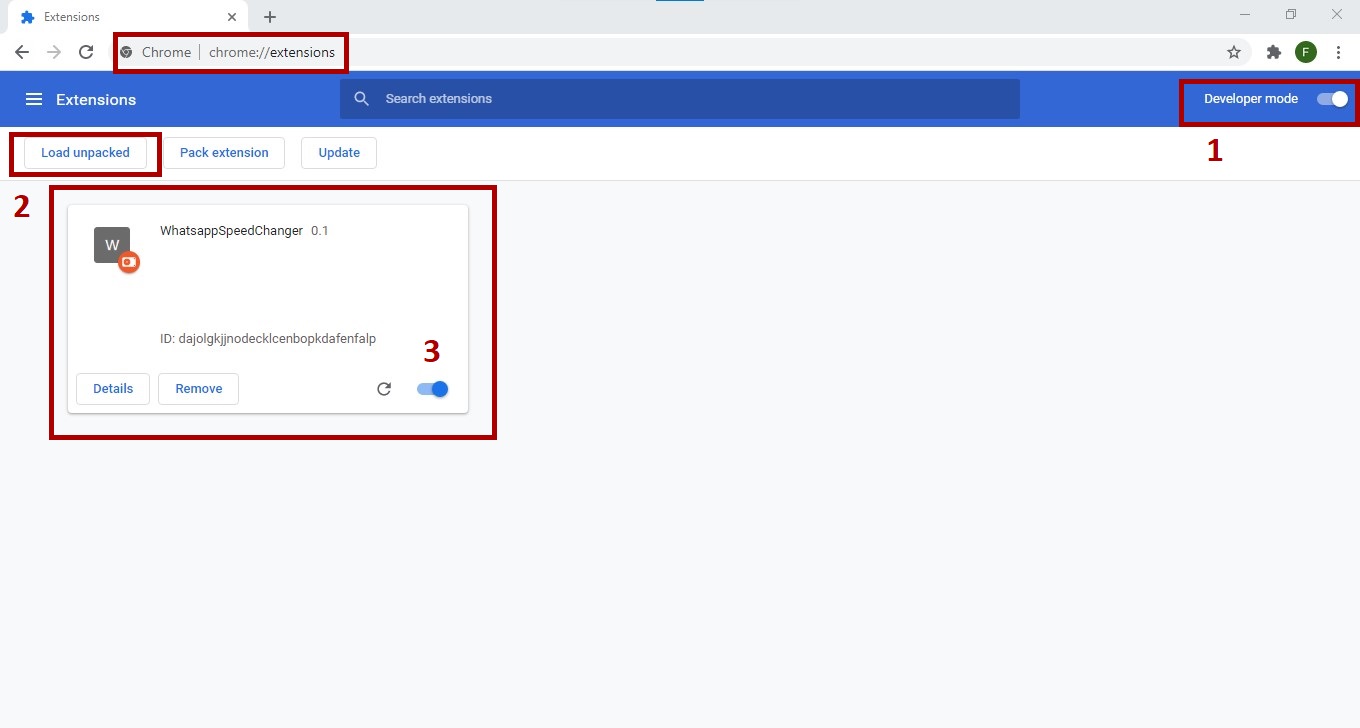 Extensions
Chrome | chrome://extensions
F
Extensions
Search extensions
Developer mode
1
Load unpacked
Pack extension
Update
2
W
WhatsappSpeedChanger 0.1
ID: dajolgkjjnodecklcenbopkdafenfalp
3
Details
Remove